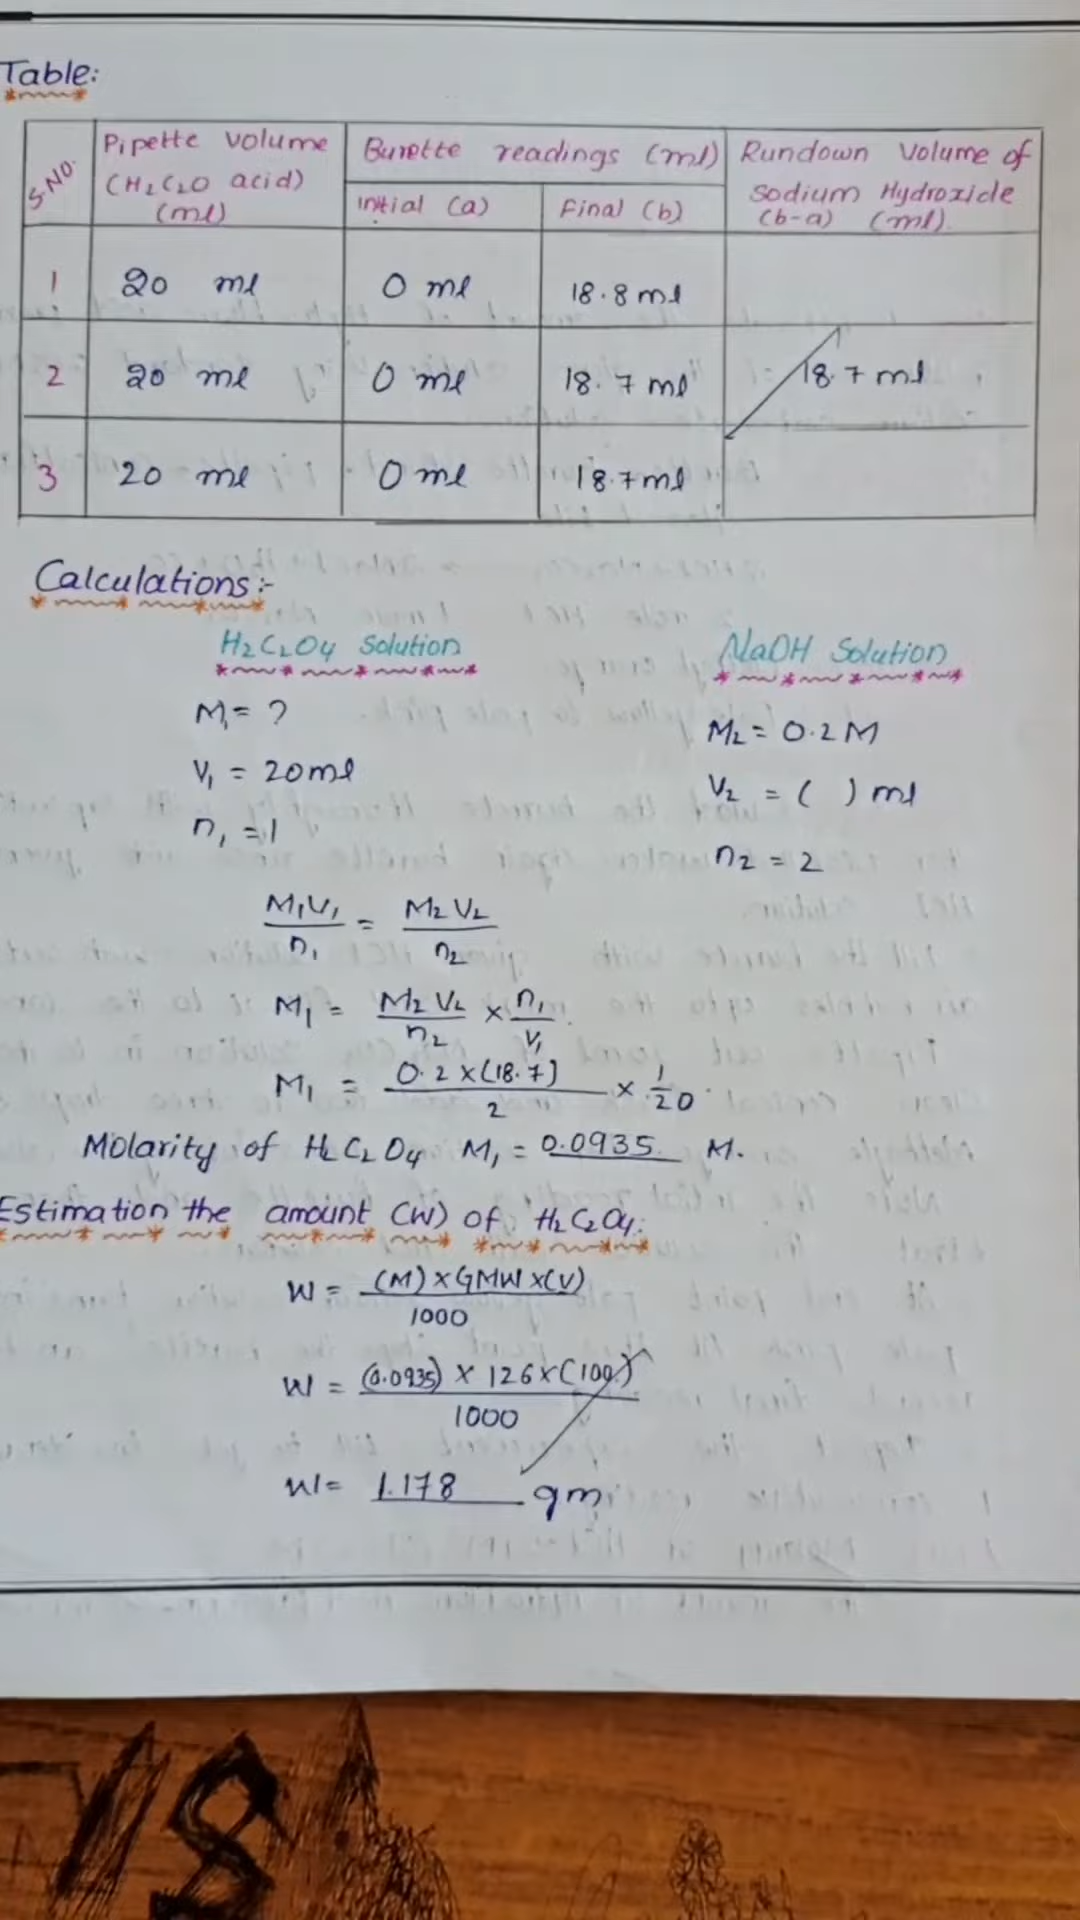 Table:
S.NO.
Pipette volume
(H2C2O acid)
(ml)
Burette readings (ml)
Initial (a)
Final (b)
Rundown Volume of
Sodium Hydroxide
(b-a) (ml).
1 20 ml 0 ml 18.8 ml
2 20 ml 0 ml 18.7 ml 18.7 ml
3 20 ml 0 ml 18.7 ml
Calculations:-
H2C2O4 Solution
NaOH Solution
M1 = ?
M2 = 0.2 M
V1 = 20 ml
V2 = ( ) ml
n1 = 1
n2 = 2
M1V1/n1 = M2V2/n2
M1 = M2V2/n2 × n1/V1
M1 = 0.2 × (18.7)/2 × 1/20
Molarity of H2C2O4 M1 = 0.0935 M.
Estimation the amount (W) of H2C2O4:
W = (M) × GMW × (V)/1000
W = (0.0935) × 126 × (100)/1000
W = 1.178 gm